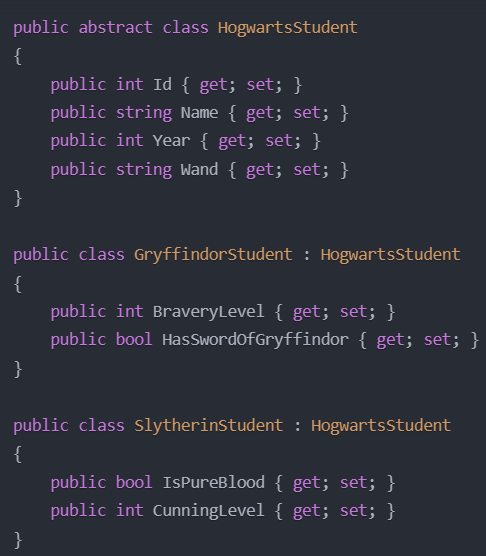 public abstract class HogwartsStudent
{
    public int Id { get; set; }
    public string Name { get; set; }
    public int Year { get; set; }
    public string Wand { get; set; }
}

public class GryffindorStudent : HogwartsStudent
{
    public int BraveryLevel { get; set; }
    public bool HasSwordOfGryffindor { get; set; }
}

public class SlytherinStudent : HogwartsStudent
{
    public bool IsPureBlood { get; set; }
    public int CunningLevel { get; set; }
}